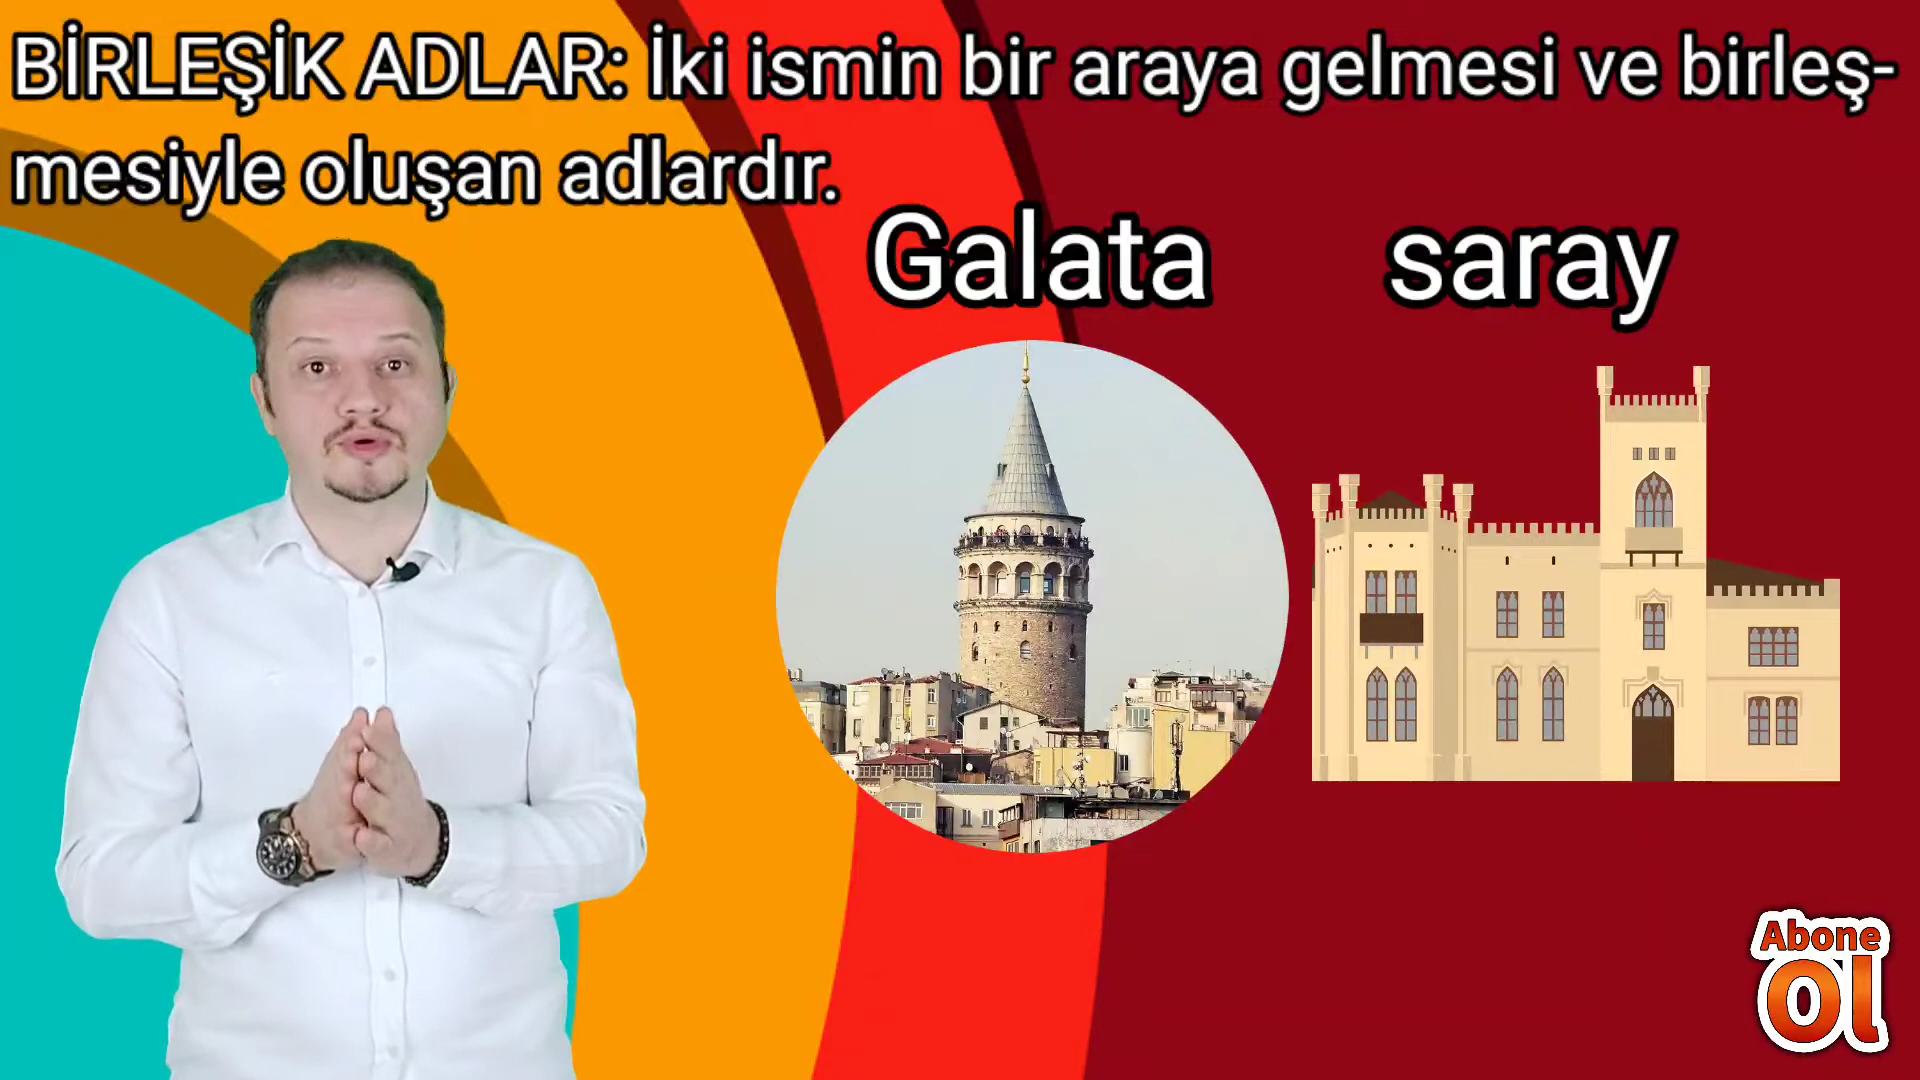 BİRLEŞİK ADLAR: İki ismin bir araya gelmesi ve birleş-
mesiyle oluşan adlardır.
Galata saray
Abone
Ol